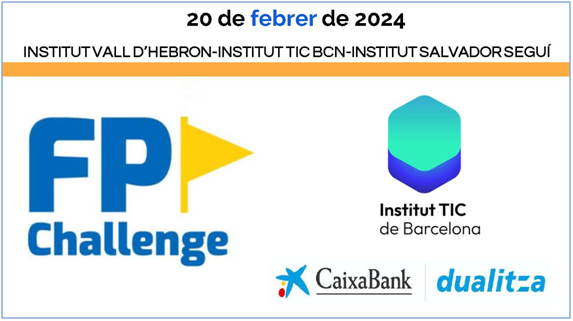 20 de febrer de 2024
INSTITUT VALL D'HEBRON-INSTITUT TIC BCN-INSTITUT SALVADOR SEGUÍ
FP
Challenge
Institut TIC
de Barcelona
CaixaBank
dualitza